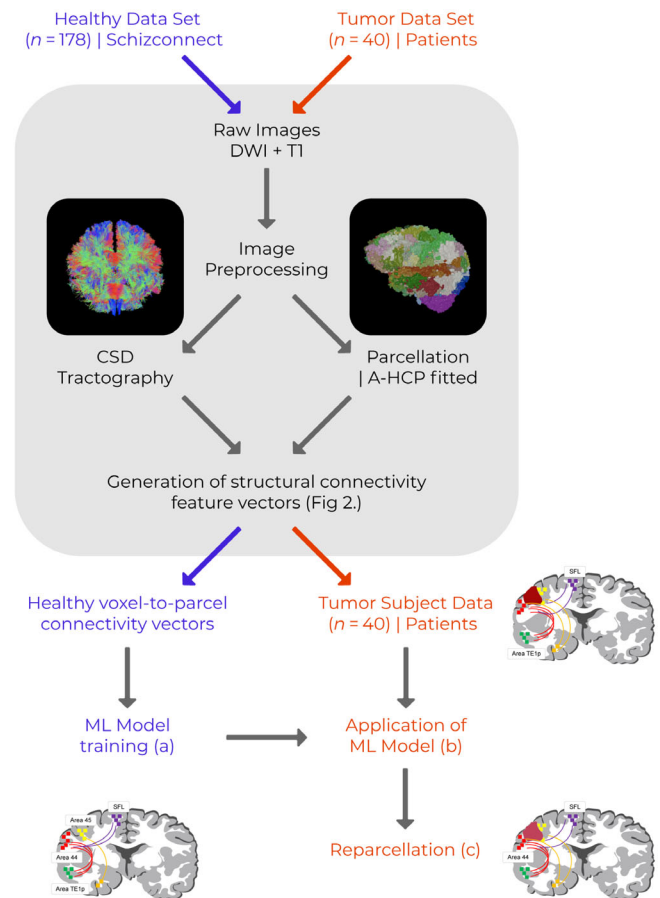 Healthy Data Set
(n = 178) | Schizconnect
Tumor Data Set
(n = 40) | Patients
Raw Images
DWI + T1
Image
Preprocessing
CSD
Tractography
Parcellation
| A-HCP fitted
Generation of structural connectivity
feature vectors (Fig 2.)
Healthy voxel-to-parcel
connectivity vectors
Tumor Subject Data
(n = 40) | Patients
SFL
Area TE1p
ML Model
training (a)
Application of
ML Model (b)
SFL
Area 45
Area 44
Area TE1p
Reparcellation (c)
SFL
Area 44